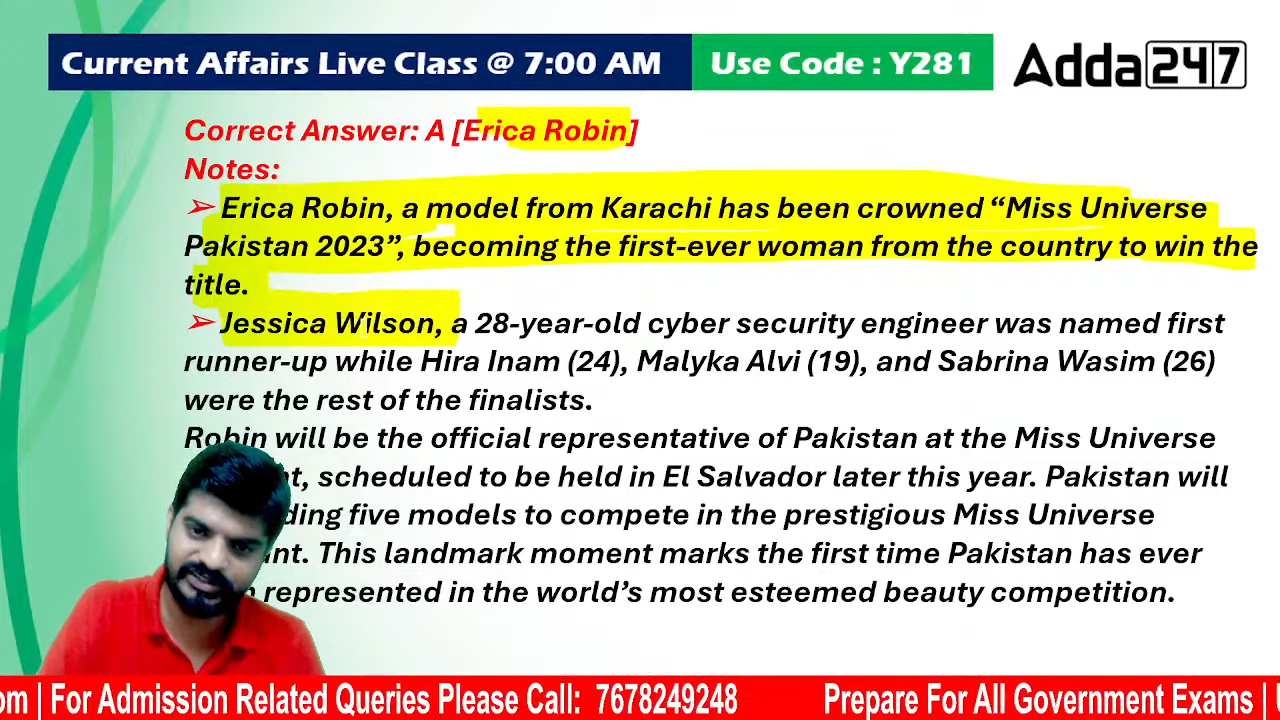 Current Affairs Live Class @ 7:00 AM Use Code : Y281 Adda247
Correct Answer: A [Erica Robin]
Notes:
➢Erica Robin, a model from Karachi has been crowned “Miss Universe
Pakistan 2023”, becoming the first-ever woman from the country to win the
title.
➢Jessica Wilson, a 28-year-old cyber security engineer was named first
runner-up while Hira Inam (24), Malyka Alvi (19), and Sabrina Wasim (26)
were the rest of the finalists.
Robin will be the official representative of Pakistan at the Miss Universe
scheduled to be held in El Salvador later this year. Pakistan will
five models to compete in the prestigious Miss Universe
This landmark moment marks the first time Pakistan has ever
represented in the world’s most esteemed beauty competition.
om | For Admission Related Queries Please Call: 7678249248 Prepare For All Government Exams |